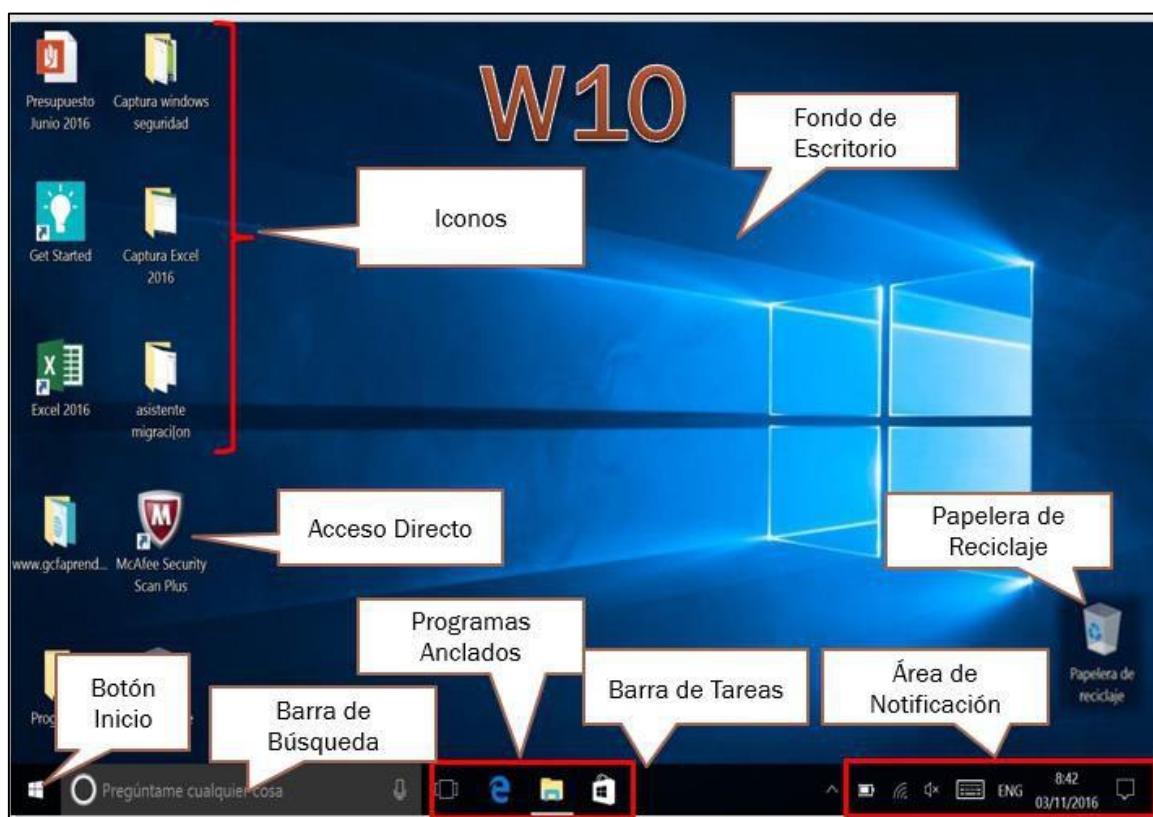 W10
Fondo de
Escritorio
Presupuesto
Junio 2016
Captura windows
seguridad
Iconos
Get Started
Captura Excel
2016
Excel 2016
asistente
migraci[on
Acceso Directo
www.gcfaprend...
McAfee Security
Scan Plus
Papelera de
Reciclaje
Programas
Anclados
Papelera de
reciclaje
Botón
Inicio
Barra de
Búsqueda
Barra de Tareas
Área de
Notificación
Pregúntame cualquier cosa
ENG
8:42
03/11/2016